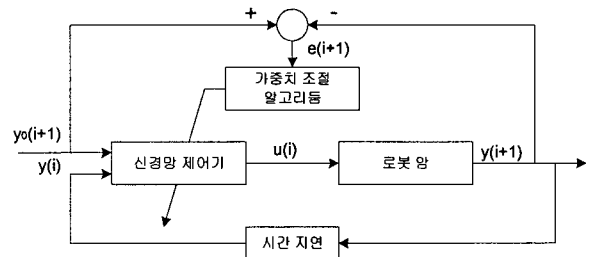 +
-
e(i+1)
가중치 조절
알고리듬
y₀(i+1)
y(i)
신경망 제어기
u(i)
로봇 암
y(i+1)
시간 지연